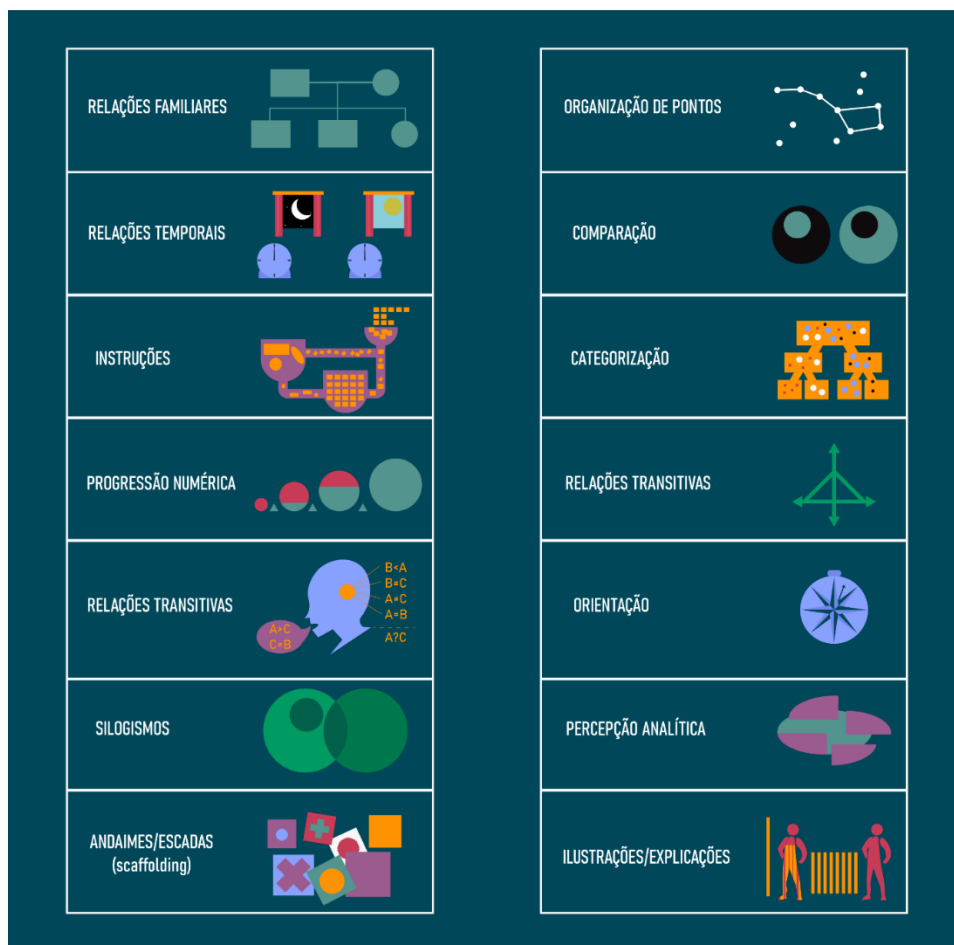 RELAÇÕES FAMILIARES
RELAÇÕES TEMPORAIS
INSTRUÇÕES
PROGRESSÃO NUMÉRICA
RELAÇÕES TRANSITIVAS
B<A
B=C
A=C
A=B
A?C
A>C
C=B
SILOGISMOS
ANDAIMES/ESCADAS
(scaffolding)
ORGANIZAÇÃO DE PONTOS
COMPARAÇÃO
CATEGORIZAÇÃO
RELAÇÕES TRANSITIVAS
ORIENTAÇÃO
PERCEPÇÃO ANALÍTICA
ILUSTRAÇÕES/EXPLICAÇÕES